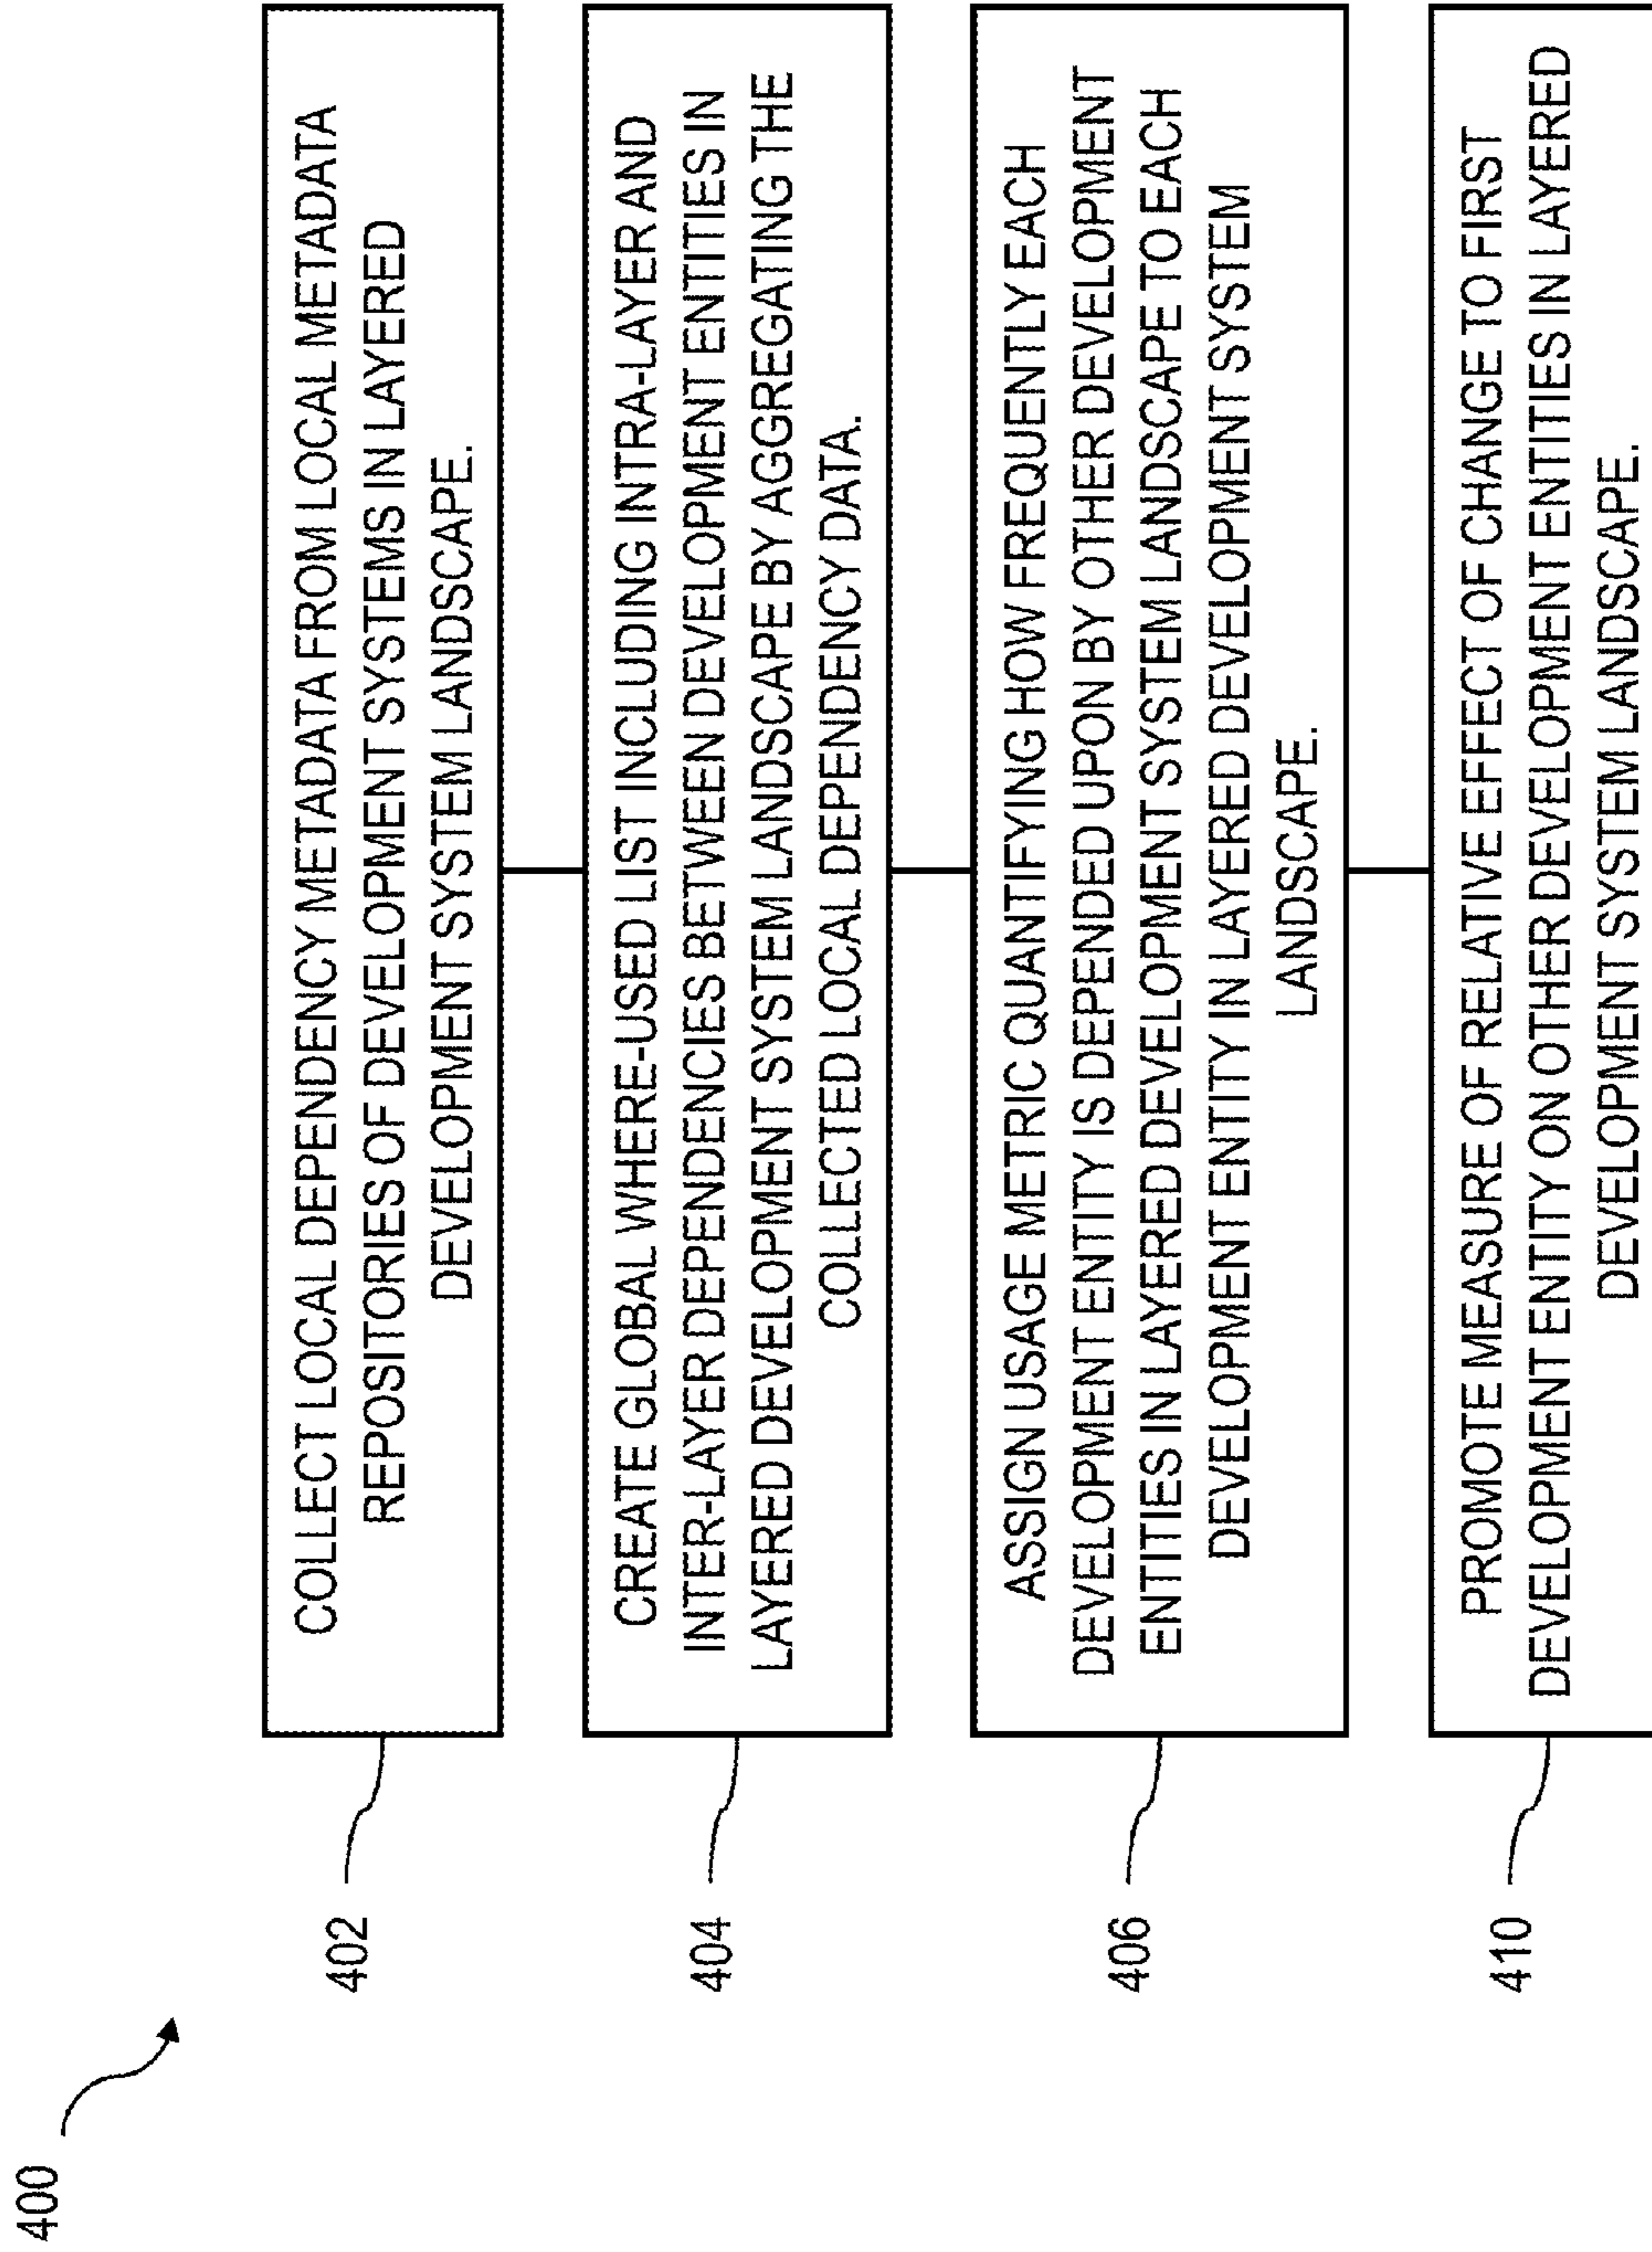 400
402
COLLECT LOCAL DEPENDENCY METADATA FROM LOCAL METADATA
REPOSITORIES OF DEVELOPMENT SYSTEMS IN LAYERED
DEVELOPMENT SYSTEM LANDSCAPE.
404
CREATE GLOBAL WHERE-USED LIST INCLUDING INTRA-LAYER AND
INTER-LAYER DEPENDENCIES BETWEEN DEVELOPMENT ENTITIES IN
LAYERED DEVELOPMENT SYSTEM LANDSCAPE BY AGGREGATING THE
COLLECTED LOCAL DEPENDENCY DATA.
406
ASSIGN USAGE METRIC QUANTIFYING HOW FREQUENTLY EACH
DEVELOPMENT ENTITY IS DEPENDED UPON BY OTHER DEVELOPMENT
ENTITIES IN LAYERED DEVELOPMENT SYSTEM LANDSCAPE TO EACH
DEVELOPMENT ENTITY IN LAYERED DEVELOPMENT SYSTEM
LANDSCAPE.
410
PROMOTE MEASURE OF RELATIVE EFFECT OF CHANGE TO FIRST
DEVELOPMENT ENTITY ON OTHER DEVELOPMENT ENTITIES IN LAYERED
DEVELOPMENT SYSTEM LANDSCAPE.